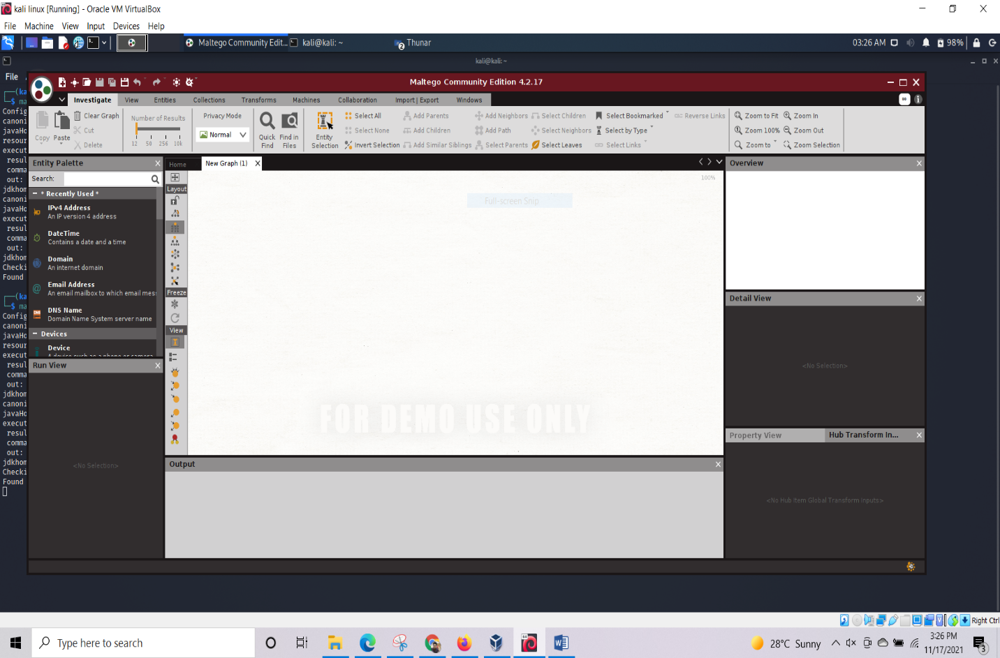 kali linux [Running] - Oracle VM VirtualBox
File Machine View Input Devices Help
Maltego Community Edit... kali@kali: ~ Thunar 03:26 AM 98%
2
kali@kali: ~
File
Maltego Community Edition 4.2.17
Investigate View Entities Collections Transforms Machines Collaboration Import | Export Windows
Copy Paste Clear Graph Cut Delete
Number of Results
12 50 256 10k
Privacy Mode
Normal
Quick Find
Find in Files
Entity Selection
Select All
Select None
Invert Selection
Add Parents
Add Children
Add Similar Siblings
Add Neighbors
Add Path
Select Parents
Select Children
Select Neighbors
Select Leaves
Select Bookmarked
Select by Type
Select Links
Reverse Links
Zoom to Fit
Zoom 100%
Zoom to
Zoom In
Zoom Out
Zoom Selection
(ka
$ ma
Config
canoni
javaHo
resour
execut
resul
comma
out:
jdkhom
canoni
javaHo
execut
resul
comma
out:
jdkhom
Checki
Found
(ka
$ ma
Config
canoni
javaHo
resour
execut
resul
comma
out:
jdkhom
canoni
javaHo
execut
resul
comma
out:
jdkhom
Checki
Found
Entity Palette
Search:
* Recently Used *
IPv4 Address
An IP version 4 address
DateTime
Contains a date and a time
Domain
An internet domain
Email Address
An email mailbox to which email mes
DNS Name
Domain Name System server name
Devices
Device
A device such as a phone or camera
Run View
<No Selection>
Home New Graph (1)
Layout
Freeze
View
100%
Full-screen Snip
FOR DEMO USE ONLY
Output
Overview
Detail View
<No Selection>
Property View Hub Transform In...
<No Hub Item Global Transform inputs>
Right Ctrl
Type here to search
28°C Sunny
3:26 PM
11/17/2021
3